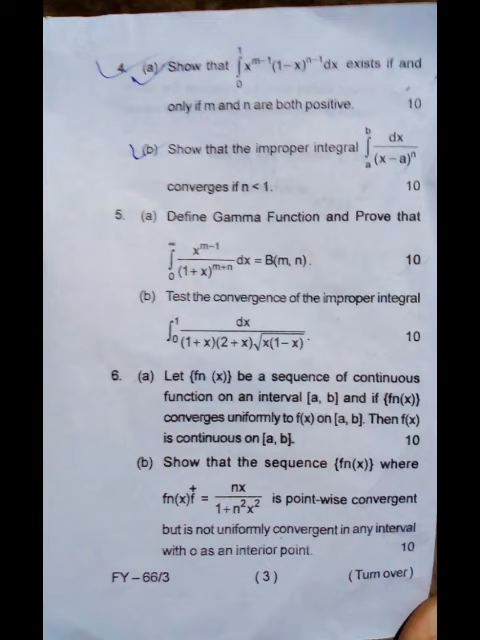 4. (a) Show that ∫₀¹ x^{m−1}(1−x)^{n−1}dx exists if and
only if m and n are both positive. 10
(b) Show that the improper integral ∫ₐᵇ dx/(x−a)ⁿ
converges if n < 1. 10
5. (a) Define Gamma Function and Prove that
∫₀^∞ x^{m−1}/(1+x)^{m+n} dx = B(m, n). 10
(b) Test the convergence of the improper integral
∫₀¹ dx/((1+x)(2+x)√(x(1−x))). 10
6. (a) Let {fn (x)} be a sequence of continuous
function on an interval [a, b] and if {fn(x)}
converges uniformly to f(x) on [a, b]. Then f(x)
is continuous on [a, b]. 10
(b) Show that the sequence {fn(x)} where
fn(x) = nx/(1+n²x²) is point-wise convergent
but is not uniformly convergent in any interval
with o as an interior point. 10
FY – 66/3 (3) (Turn over)